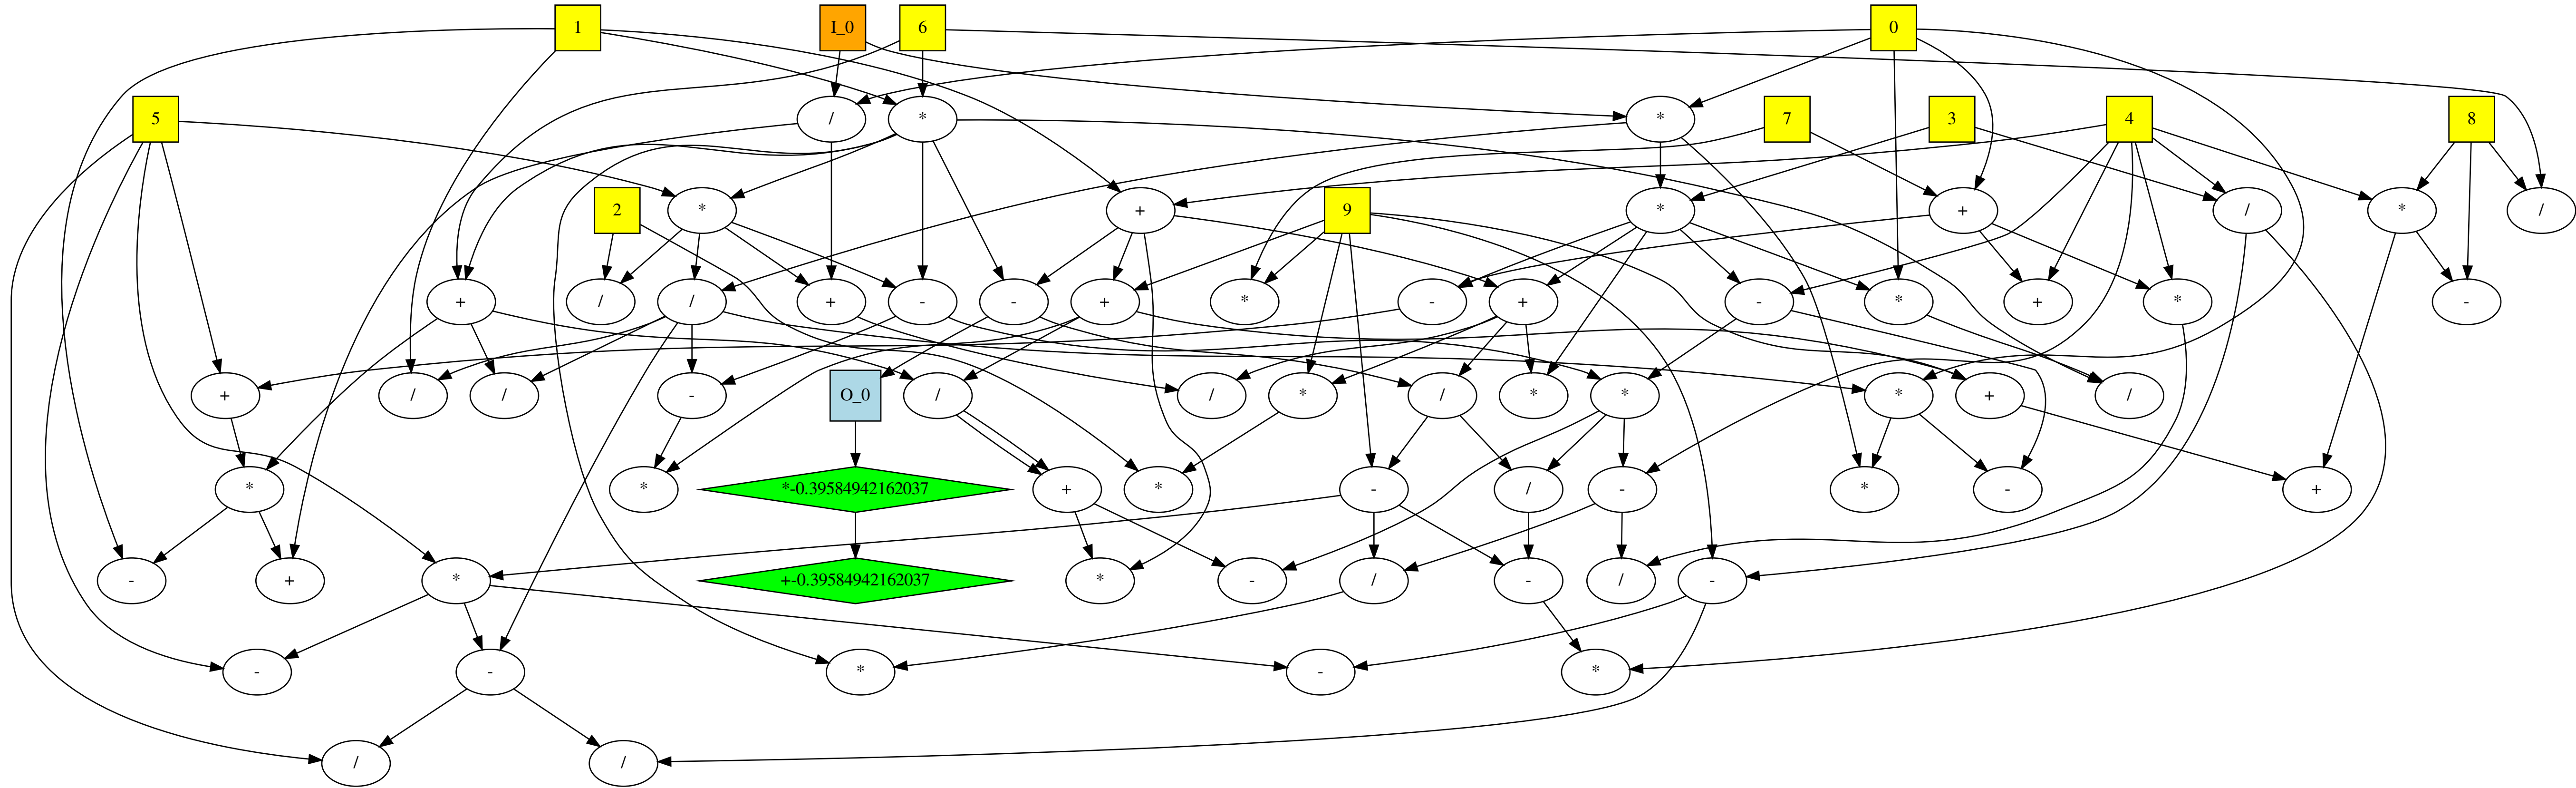 1 I_0 6 0
5 / * * 7 3 4 8
2 * + 9 * + / * /
+ / / + - - + * - + - * + * -
+ / / - O_0 / / * / * * * + /
* * *-0.39584942162037 + * - / - * - +
- + * +-0.39584942162037 * - / - / -
- - * - *
/ /